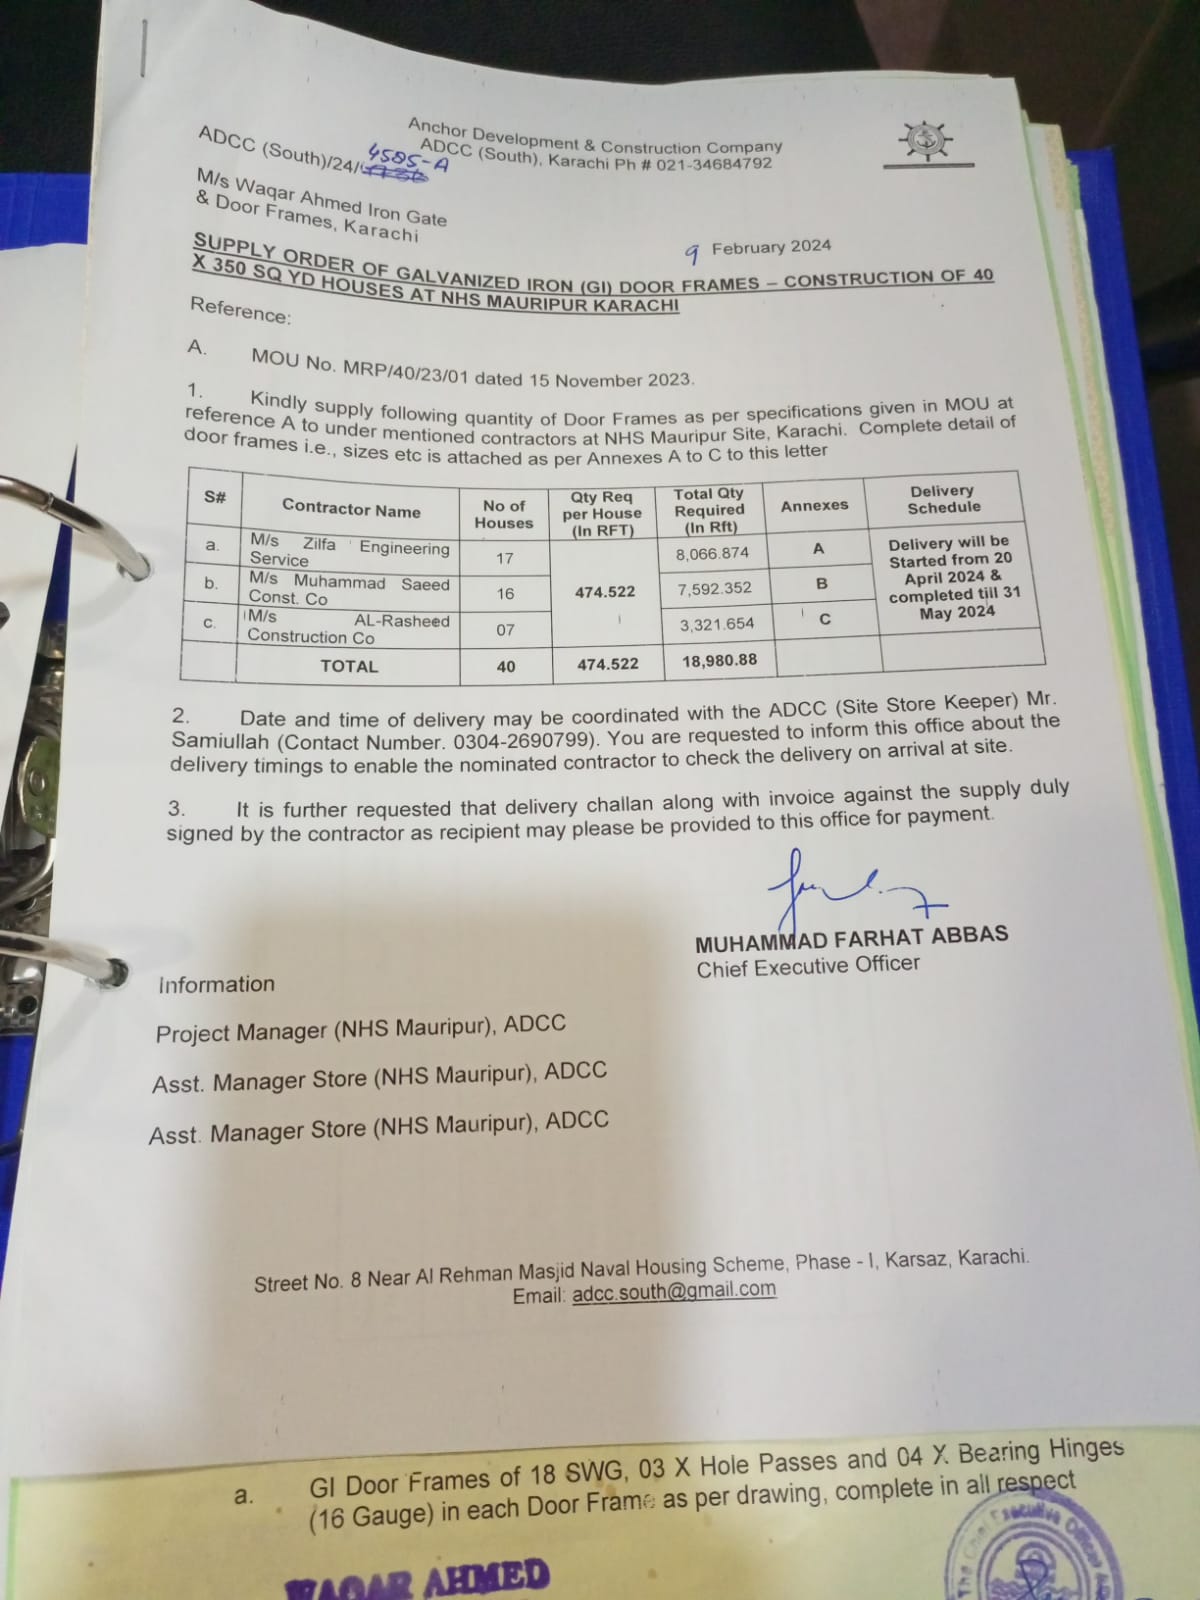 Anchor Development & Construction Company
ADCC (South), Karachi Ph # 021-34684792
ADCC (South)/24/ 4585-A
M/s Waqar Ahmed Iron Gate
& Door Frames, Karachi
9 February 2024
SUPPLY ORDER OF GALVANIZED IRON (GI) DOOR FRAMES – CONSTRUCTION OF 40
X 350 SQ YD HOUSES AT NHS MAURIPUR KARACHI
Reference:
A. MOU No. MRP/40/23/01 dated 15 November 2023.
1. Kindly supply following quantity of Door Frames as per specifications given in MOU at
reference A to under mentioned contractors at NHS Mauripur Site, Karachi. Complete detail of
door frames i.e., sizes etc is attached as per Annexes A to C to this letter
S# Contractor Name No of Houses Qty Req per House (In RFT) Total Qty Required (In Rft) Annexes Delivery Schedule
a. M/s Zilfa Engineering Service 17 474.522 8,066.874 A Delivery will be Started from 20 April 2024 & completed till 31 May 2024
b. M/s Muhammad Saeed Const. Co 16 7,592.352 B
c. M/s AL-Rasheed Construction Co 07 3,321.654 C
TOTAL 40 474.522 18,980.88
2. Date and time of delivery may be coordinated with the ADCC (Site Store Keeper) Mr.
Samiullah (Contact Number. 0304-2690799). You are requested to inform this office about the
delivery timings to enable the nominated contractor to check the delivery on arrival at site.
3. It is further requested that delivery challan along with invoice against the supply duly
signed by the contractor as recipient may please be provided to this office for payment.
MUHAMMAD FARHAT ABBAS
Chief Executive Officer
Information
Project Manager (NHS Mauripur), ADCC
Asst. Manager Store (NHS Mauripur), ADCC
Asst. Manager Store (NHS Mauripur), ADCC
Street No. 8 Near Al Rehman Masjid Naval Housing Scheme, Phase - I, Karsaz, Karachi.
Email: adcc.south@gmail.com
a. GI Door Frames of 18 SWG, 03 X Hole Passes and 04 X Bearing Hinges
(16 Gauge) in each Door Frame as per drawing, complete in all respect
WAQAR AHMED
The Chief Executive Officer